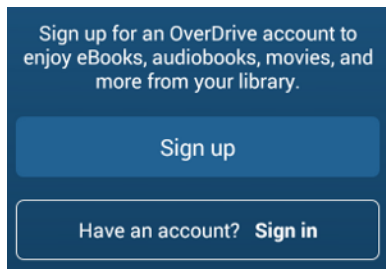 Sign up for an OverDrive account to
enjoy eBooks, audiobooks, movies, and
more from your library.
Sign up
Have an account? Sign in